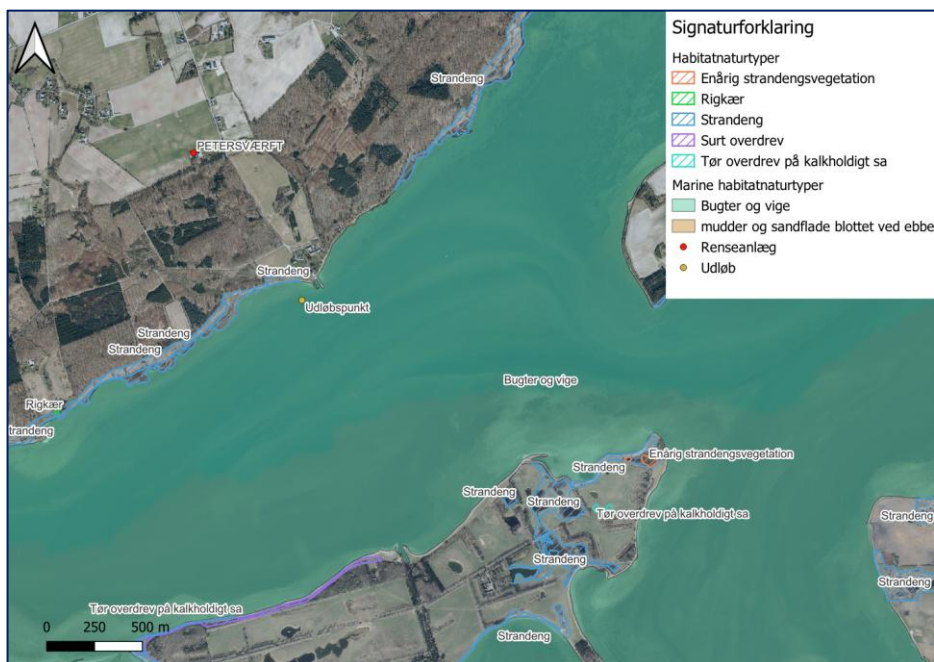 Signaturforklaring
Habitatnaturtyper
Enårig strandengsvegetation
Rigkær
Strandeng
Surt overdrev
Tør overdrev på kalkholdigt sa
Marine habitatnaturtyper
Bugter og vige
mudder og sandflade blottet ved ebbe
Renseanlæg
Udløb
Strandeng
PETERSVÆRFT
Strandeng
Udløbspunkt
Strandeng
Strandeng
Bugter og vige
Rigkær
trandeng
Enårig strandengsvegetation
Strandeng
Strandeng
Strandeng
Tør overdrev på kalkholdigt sa
Strandeng
Strandeng
Strandeng
Tør overdrev på kalkholdigt sa
Strandeng
0 250 500 m